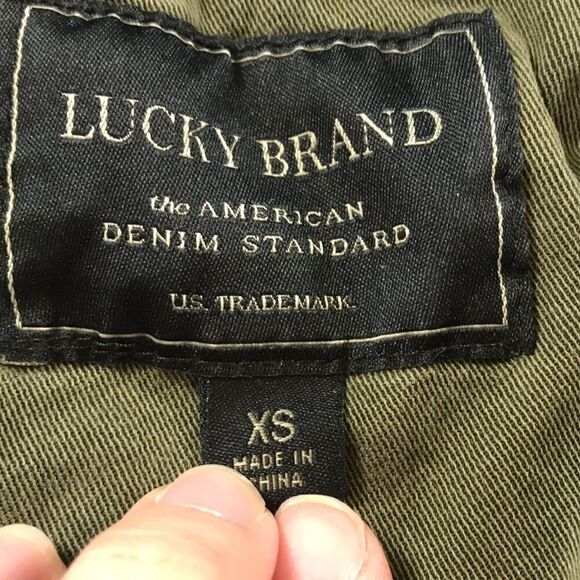 LUCKY BRAND
the AMERICAN
DENIM STANDARD
U.S. TRADEMARK.
XS
MADE IN
CHINA